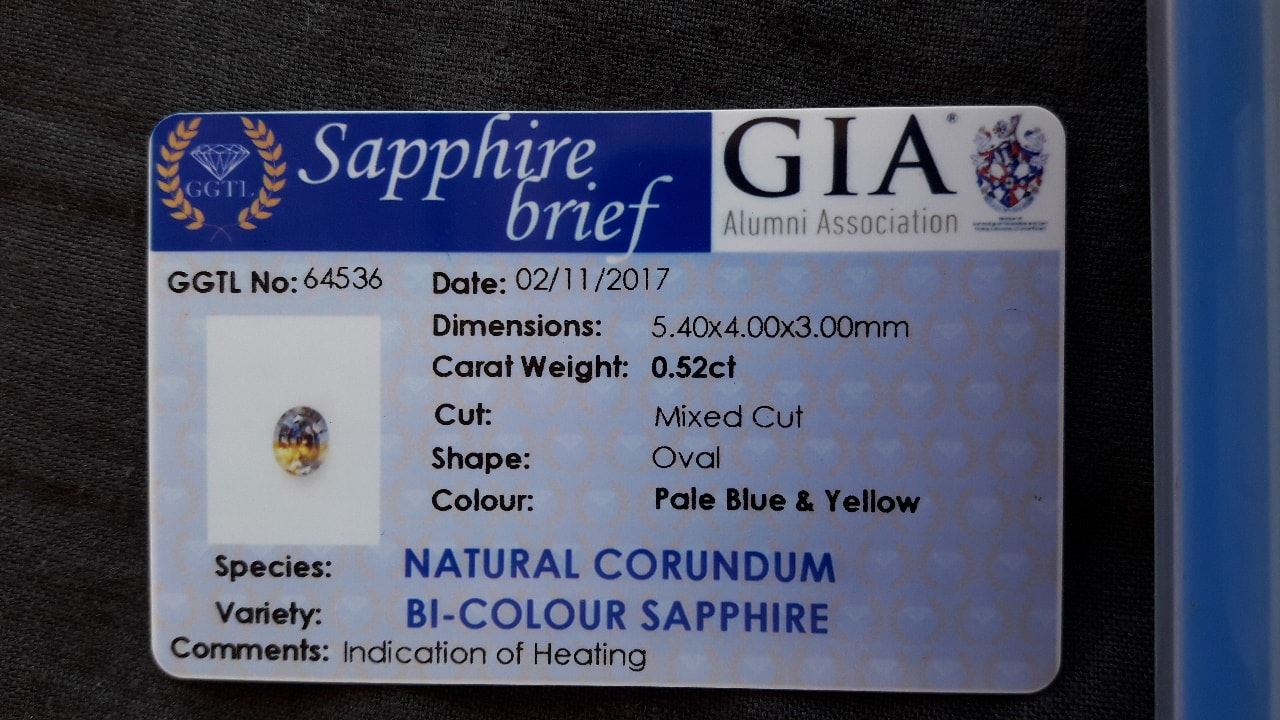 GGTL
Sapphire
brief
GIA®
Alumni Association
GGTL No: 64536
Date: 02/11/2017
Dimensions: 5.40x4.00x3.00mm
Carat Weight: 0.52ct
Cut: Mixed Cut
Shape: Oval
Colour: Pale Blue & Yellow
Species: NATURAL CORUNDUM
Variety: BI-COLOUR SAPPHIRE
Comments: Indication of Heating